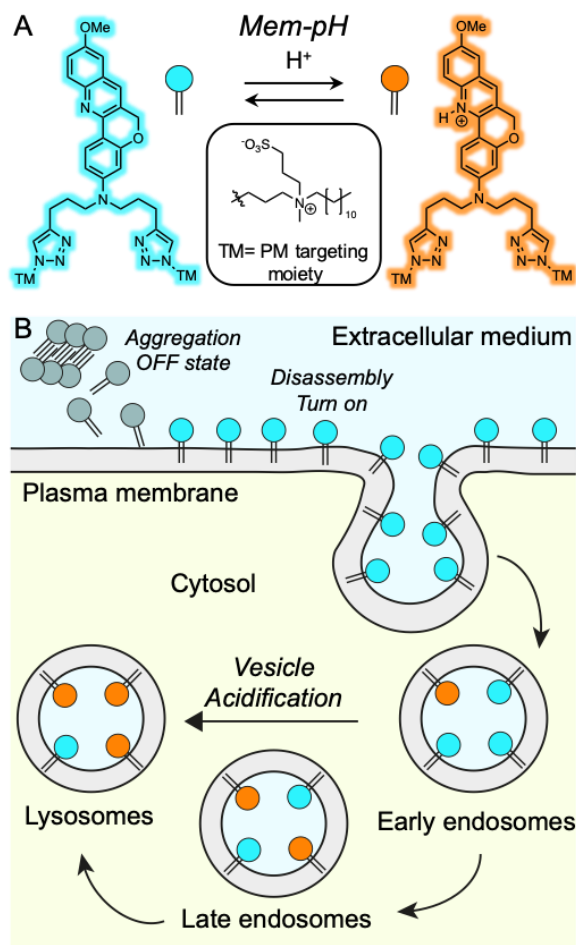 A
Mem-pH
OMe
H⁺
OMe
N
O
H
N
⊕
O
⁻O₃S
N
N
N
⊕
10
TM= PM targeting
moiety
N
N
N
N
N
N
TM
TM
N
N
N
N
N
N
TM
TM
B
Aggregation
OFF state
Extracellular medium
Disassembly
Turn on
Plasma membrane
Cytosol
Vesicle
Acidification
Lysosomes
Early endosomes
Late endosomes